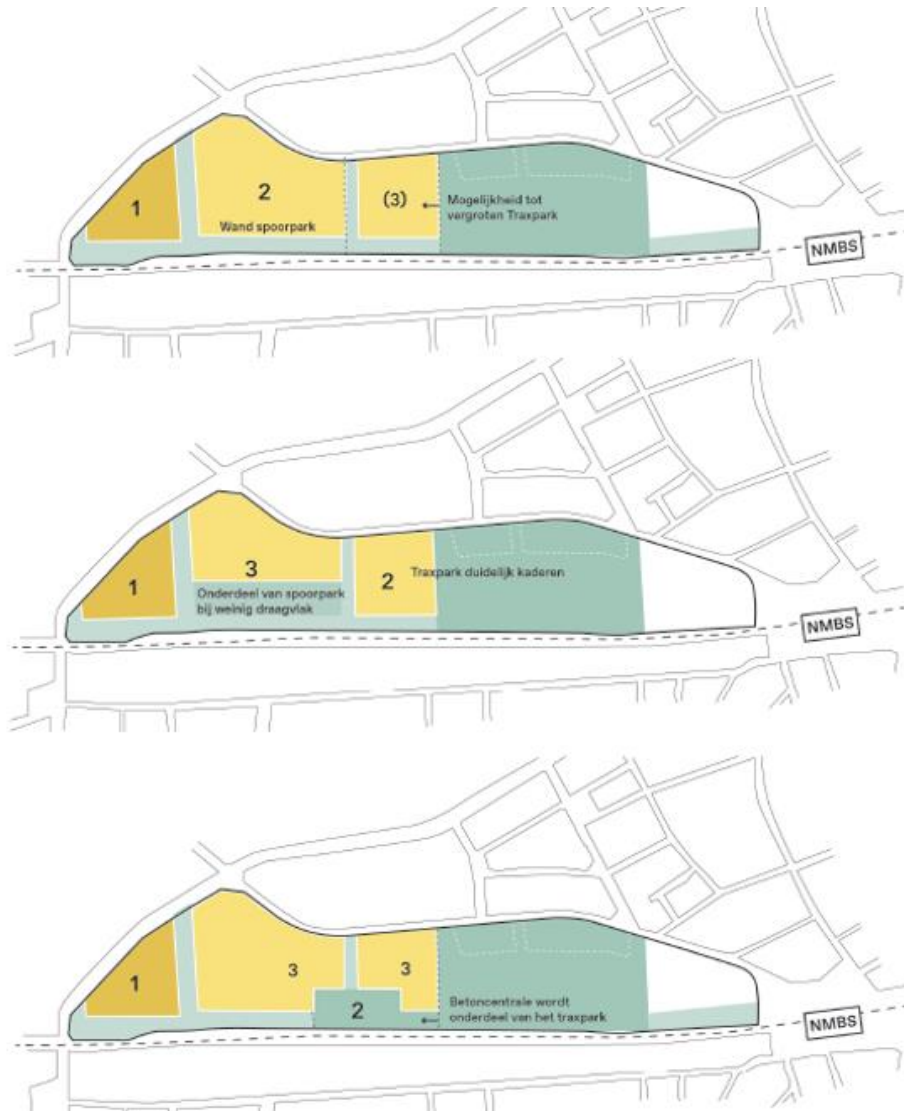 1
2
(3)
Mogelijkheid tot
vergroten Traxpark
Wand spoorpark
NMBS
1
3
2
Traxpark duidelijk kaderen
Onderdeel van spoorpark
bij weinig draagvlak
NMBS
1
3
3
2
Betoncentrale wordt
onderdeel van het traxpark
NMBS